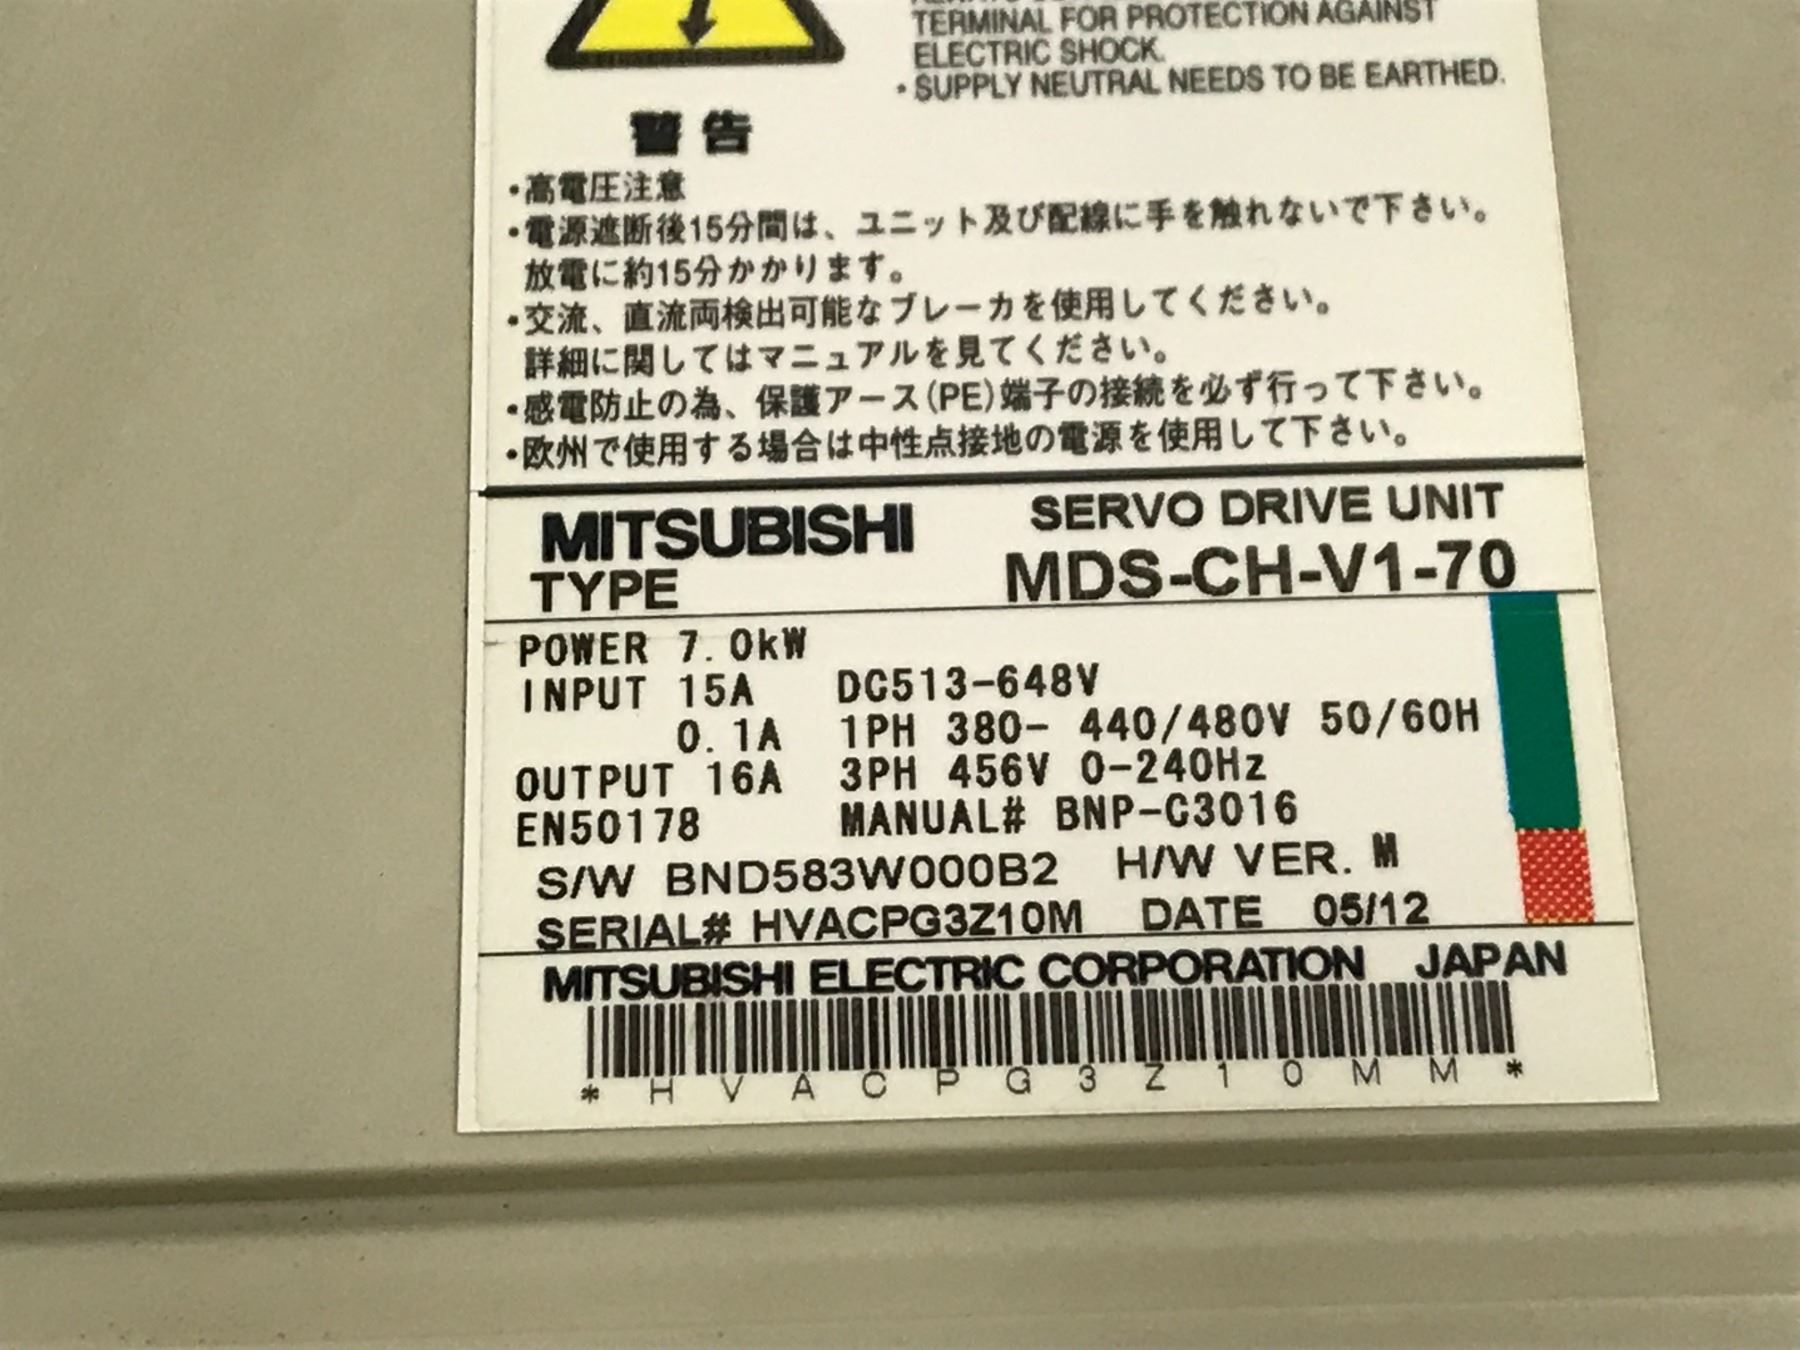 TERMINAL FOR PROTECTION AGAINST
ELECTRIC SHOCK.
・SUPPLY NEUTRAL NEEDS TO BE EARTHED.
警告
・高電圧注意
・電源遮断後15分間は、ユニット及び配線に手を触れないで下さい。
放電に約15分かかります。
・交流、直流両検出可能なブレーカを使用してください。
詳細に関してはマニュアルを見てください。
・感電防止の為、保護アース(PE)端子の接続を必ず行って下さい。
・欧州で使用する場合は中性点接地の電源を使用して下さい。
MITSUBISHI SERVO DRIVE UNIT
TYPE MDS-CH-V1-70
POWER 7.0kW
INPUT 15A DC513-648V
0.1A 1PH 380- 440/480V 50/60H
OUTPUT 16A 3PH 456V 0-240Hz
EN50178 MANUAL# BNP-C3016
S/W BND583W000B2 H/W VER. M
SERIAL# HVACPG3Z10M DATE 05/12
MITSUBISHI ELECTRIC CORPORATION JAPAN
* H V A C P G 3 Z 1 0 M M *